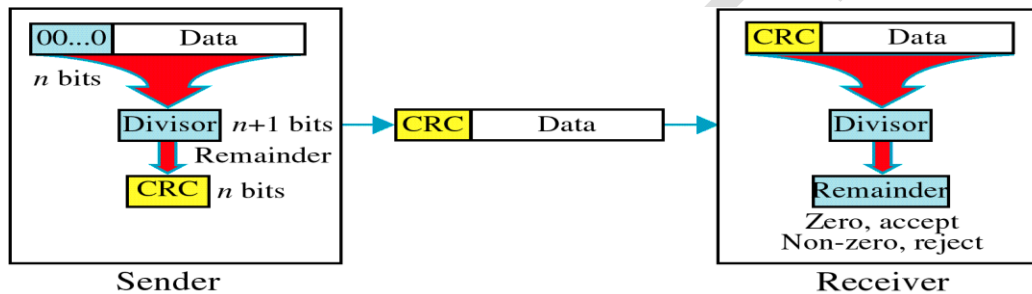 00...0 Data
n bits
Divisor n+1 bits
Remainder
CRC n bits
Sender
CRC Data
CRC Data
Divisor
Remainder
Zero, accept
Non-zero, reject
Receiver